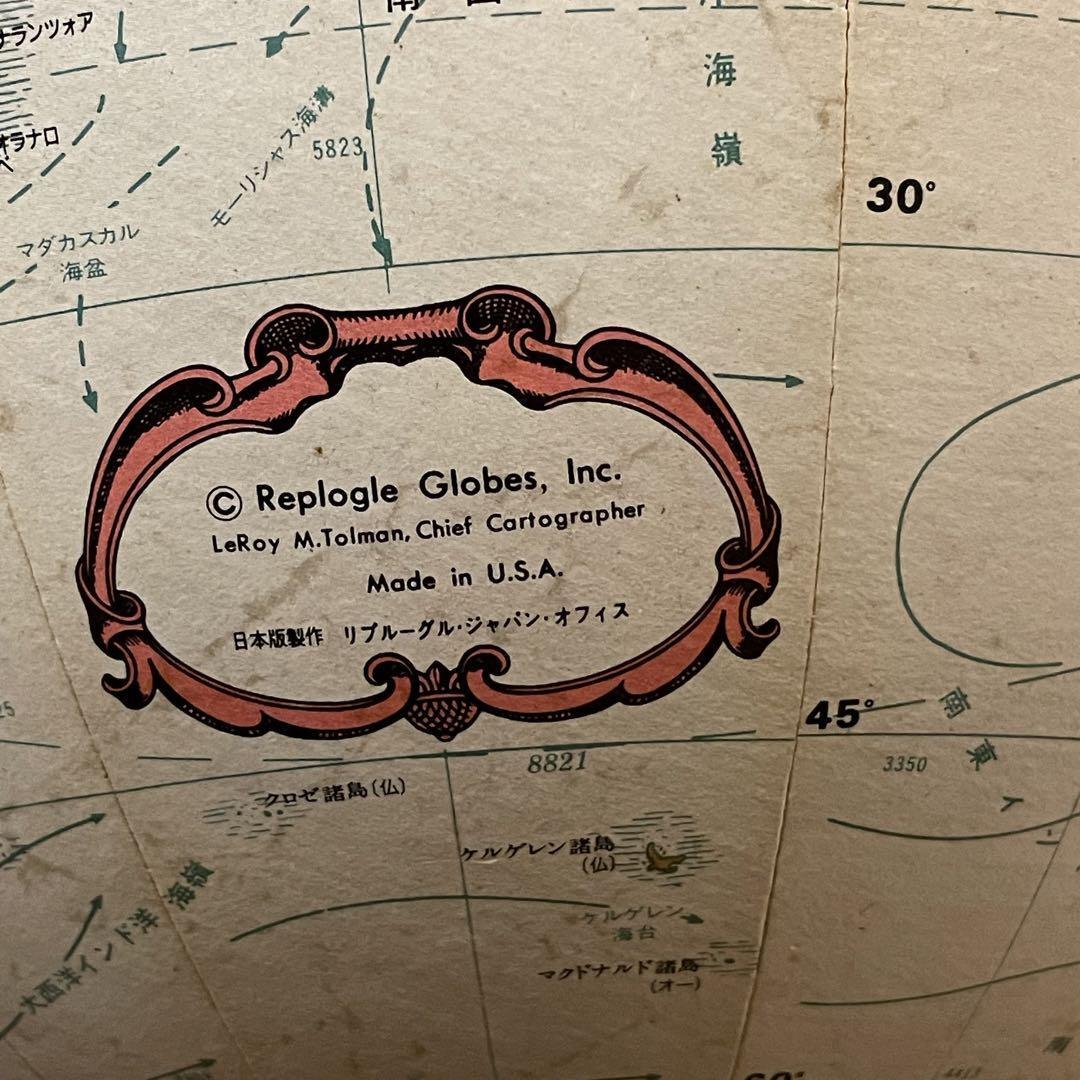 ナランツォア
海
嶺
モーリシャス海溝
5823
30°
マダカスカル
海盆
© Replogle Globes, Inc.
LeRoy M.Tolman, Chief Cartographer
Made in U.S.A.
日本版製作 リプルーグル・ジャパン・オフィス
45°
8821
3350
南東イ
クロゼ諸島(仏)
ケルゲレン諸島
(仏)
ケルゲレン
海台
マクドナルド諸島
(オー)
大西洋インド洋
4413